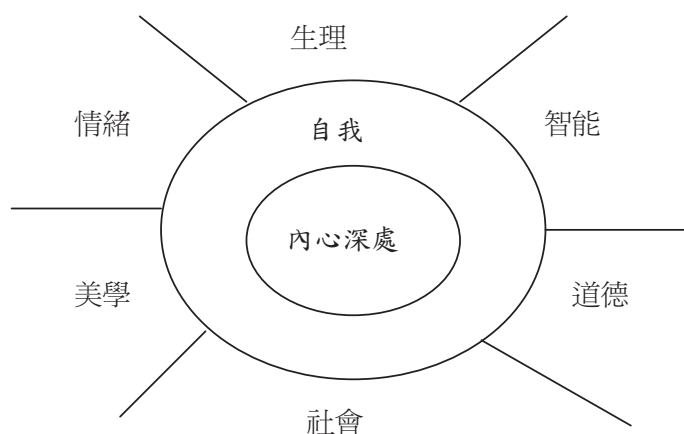 生理
情緒
自我
智能
內心深處
美學
道德
社會